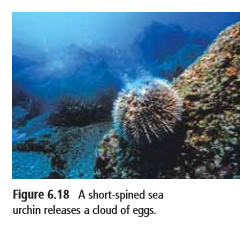 Figure 6.18 A short-spined sea
urchin releases a cloud of eggs.